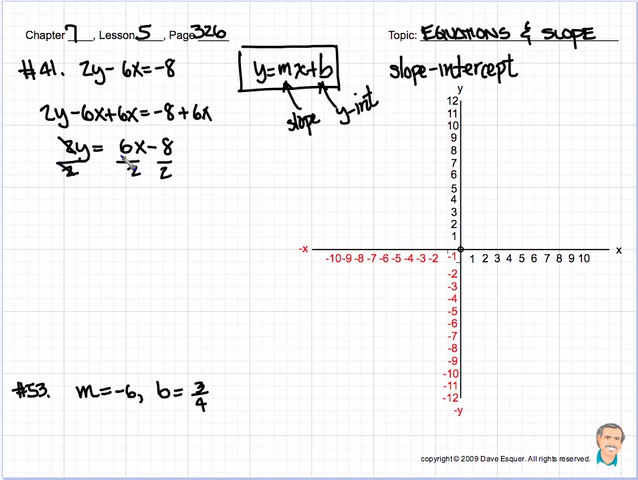 Chapter 7, Lesson 5, Page 326
Topic: EQUATIONS & SLOPE
#41. 2y - 6x = -8
y = mx + b
slope-intercept
slope
y-int
2y - 6x + 6x = -8 + 6x
2y = 6x - 8
2 2 2
y
12
11
10
9
8
7
6
5
4
3
2
1
-x
-10 -9 -8 -7 -6 -5 -4 -3 -2 -1 1 2 3 4 5 6 7 8 9 10
x
-2
-3
-4
-5
-6
-7
-8
-9
-10
-11
-12
-y
#53. m = -6, b = 3/4
copyright © 2009 Dave Esquer. All rights reserved.